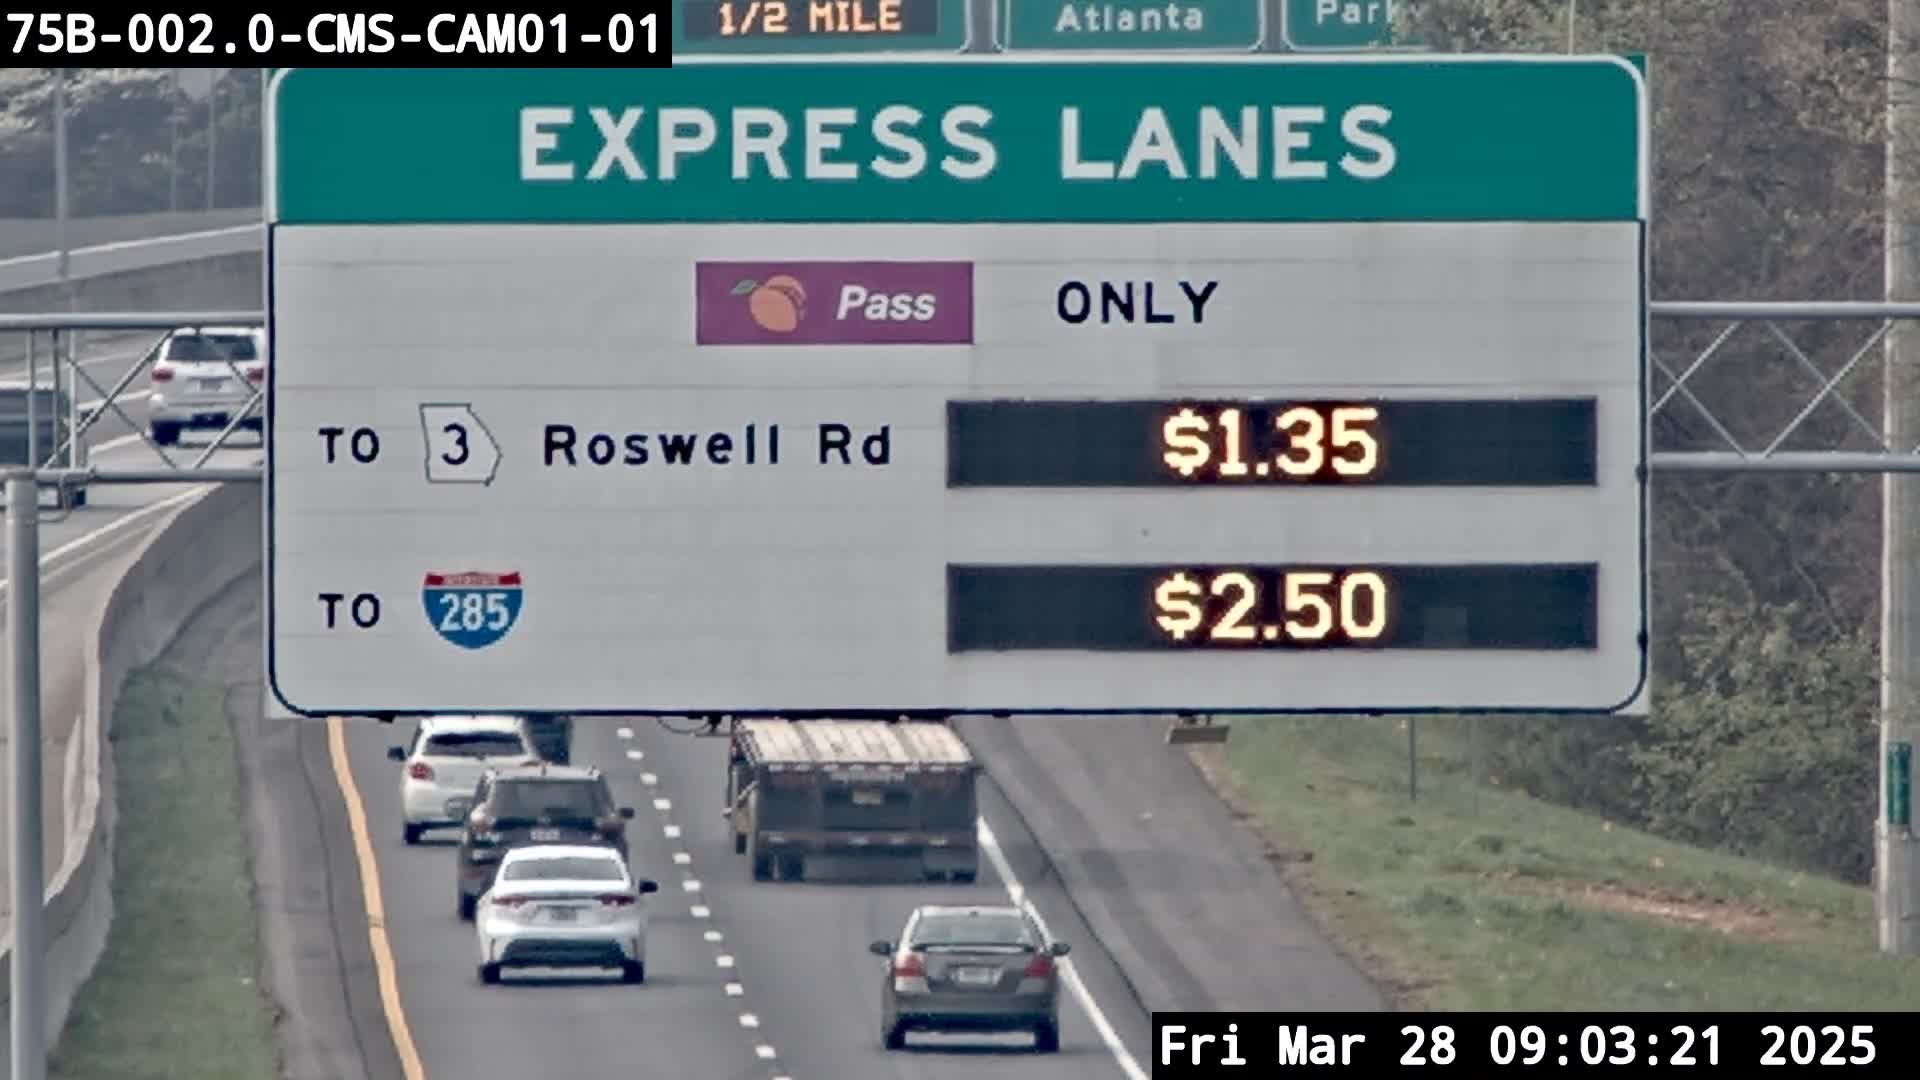 75B-002.0-CMS-CAM01-01
1/2 MILE
Atlanta
EXPRESS LANES
Pass ONLY
TO 3 Roswell Rd $1.35
TO 285 $2.50
Fri Mar 28 09:03:21 2025